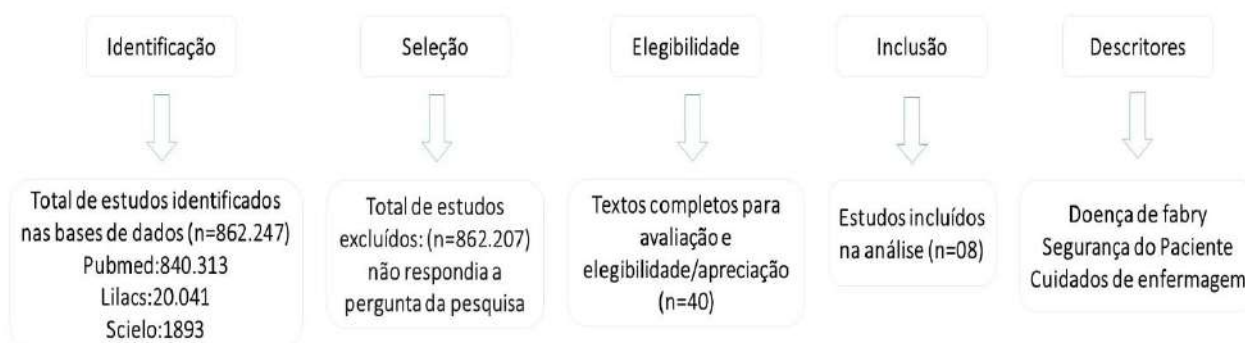 Identificação
Seleção
Elegibilidade
Inclusão
Descritores
Total de estudos identificados
nas bases de dados (n=862.247)
Pubmed:840.313
Lilacs:20.041
Scielo:1893
Total de estudos
excluídos: (n=862.207)
não respondia a
pergunta da pesquisa
Textos completos para
avaliação e
elegibilidade/apreciação
(n=40)
Estudos incluídos
na análise (n=08)
Doença de fabry
Segurança do Paciente
Cuidados de enfermagem